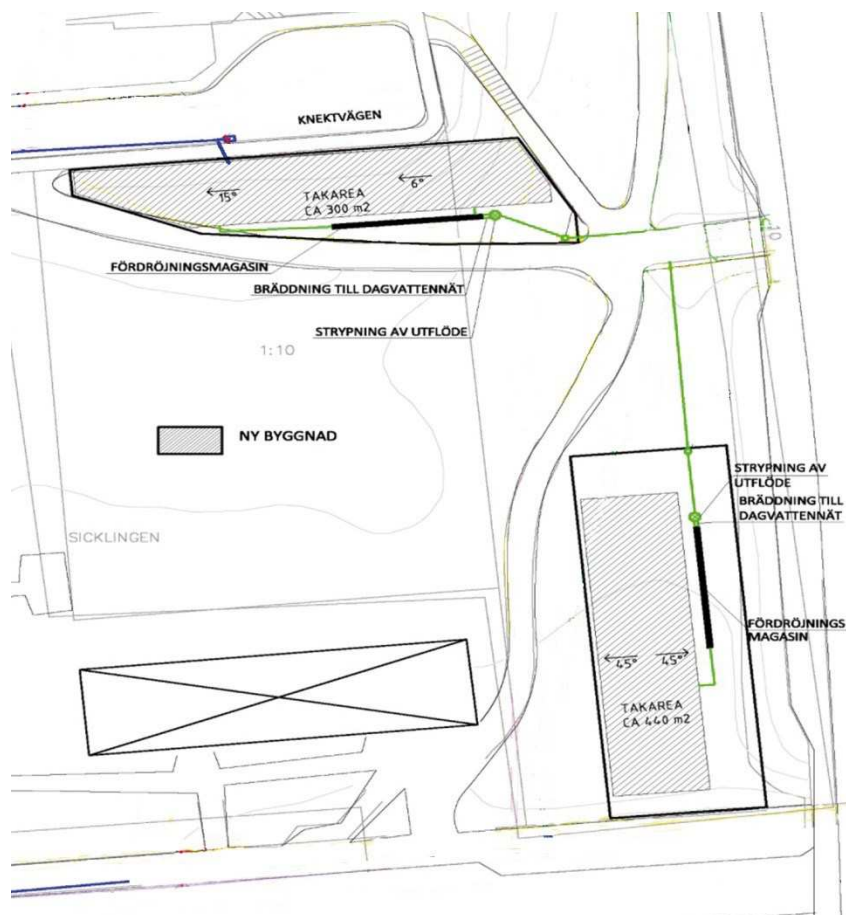 KNEKTVÄGEN
15°
6°
TAKAREA
CA 300 m2
10
FÖRDRÖJNINGSMAGASIN
BRÄDDNING TILL DAGVATTENNÄT
STRYPNING AV UTFLÖDE
1:10
NY BYGGNAD
SICKLINGEN
STRYPNING AV
UTFLÖDE
BRÄDDNING TILL
DAGVATTENNÄT
FÖRDRÖJNINGS
MAGASIN
45°
45°
TAKAREA
CA 440 m2